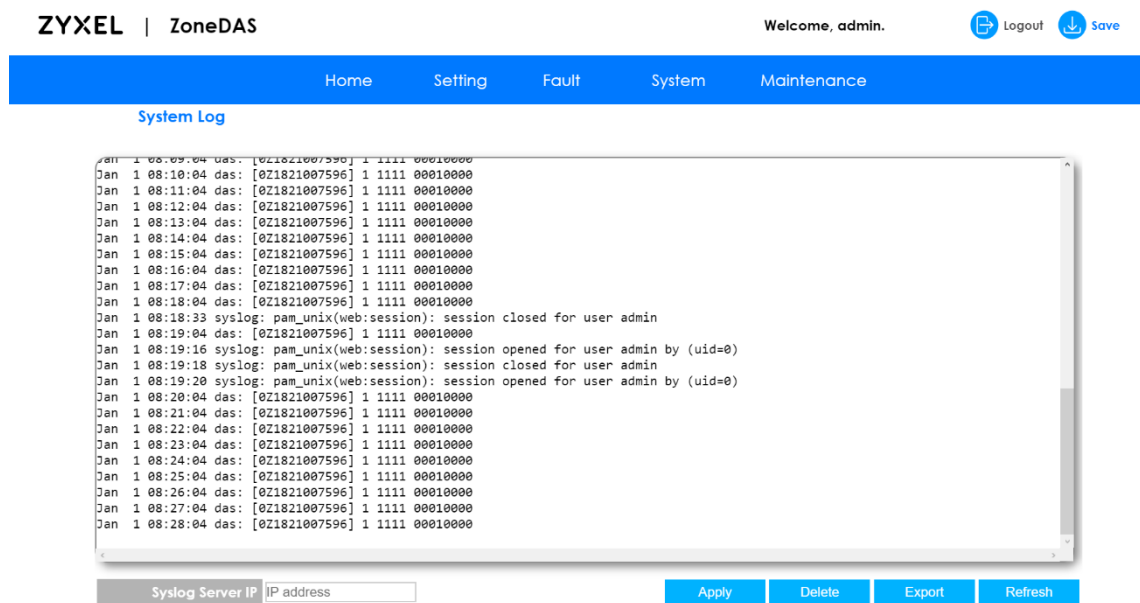 ZYXEL | ZoneDAS
Welcome, admin.
Logout
Save
Home Setting Fault System Maintenance
System Log
Jan 1 08:09:04 das: [0Z1821007596] 1 1111 00010000
Jan 1 08:10:04 das: [0Z1821007596] 1 1111 00010000
Jan 1 08:11:04 das: [0Z1821007596] 1 1111 00010000
Jan 1 08:12:04 das: [0Z1821007596] 1 1111 00010000
Jan 1 08:13:04 das: [0Z1821007596] 1 1111 00010000
Jan 1 08:14:04 das: [0Z1821007596] 1 1111 00010000
Jan 1 08:15:04 das: [0Z1821007596] 1 1111 00010000
Jan 1 08:16:04 das: [0Z1821007596] 1 1111 00010000
Jan 1 08:17:04 das: [0Z1821007596] 1 1111 00010000
Jan 1 08:18:04 das: [0Z1821007596] 1 1111 00010000
Jan 1 08:18:33 syslog: pam_unix(web:session): session closed for user admin
Jan 1 08:19:04 das: [0Z1821007596] 1 1111 00010000
Jan 1 08:19:16 syslog: pam_unix(web:session): session opened for user admin by (uid=0)
Jan 1 08:19:18 syslog: pam_unix(web:session): session closed for user admin
Jan 1 08:19:20 syslog: pam_unix(web:session): session opened for user admin by (uid=0)
Jan 1 08:20:04 das: [0Z1821007596] 1 1111 00010000
Jan 1 08:21:04 das: [0Z1821007596] 1 1111 00010000
Jan 1 08:22:04 das: [0Z1821007596] 1 1111 00010000
Jan 1 08:23:04 das: [0Z1821007596] 1 1111 00010000
Jan 1 08:24:04 das: [0Z1821007596] 1 1111 00010000
Jan 1 08:25:04 das: [0Z1821007596] 1 1111 00010000
Jan 1 08:26:04 das: [0Z1821007596] 1 1111 00010000
Jan 1 08:27:04 das: [0Z1821007596] 1 1111 00010000
Jan 1 08:28:04 das: [0Z1821007596] 1 1111 00010000
Syslog Server IP IP address Apply Delete Export Refresh